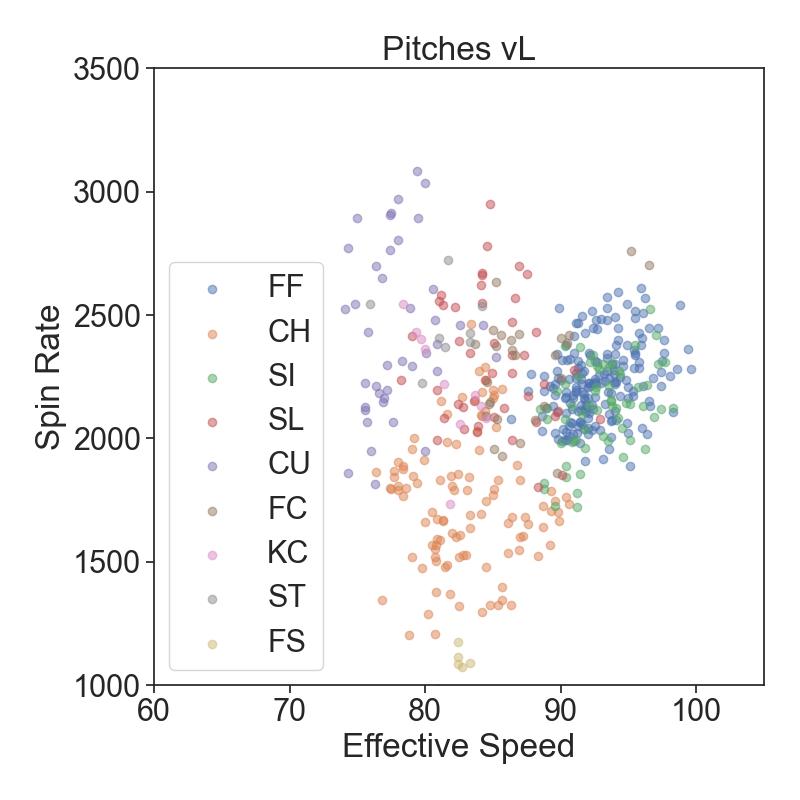 Pitches vL
3500
3000
2500
2000
1500
1000
Spin Rate
FF
CH
SI
SL
CU
FC
KC
ST
FS
60 70 80 90 100
Effective Speed